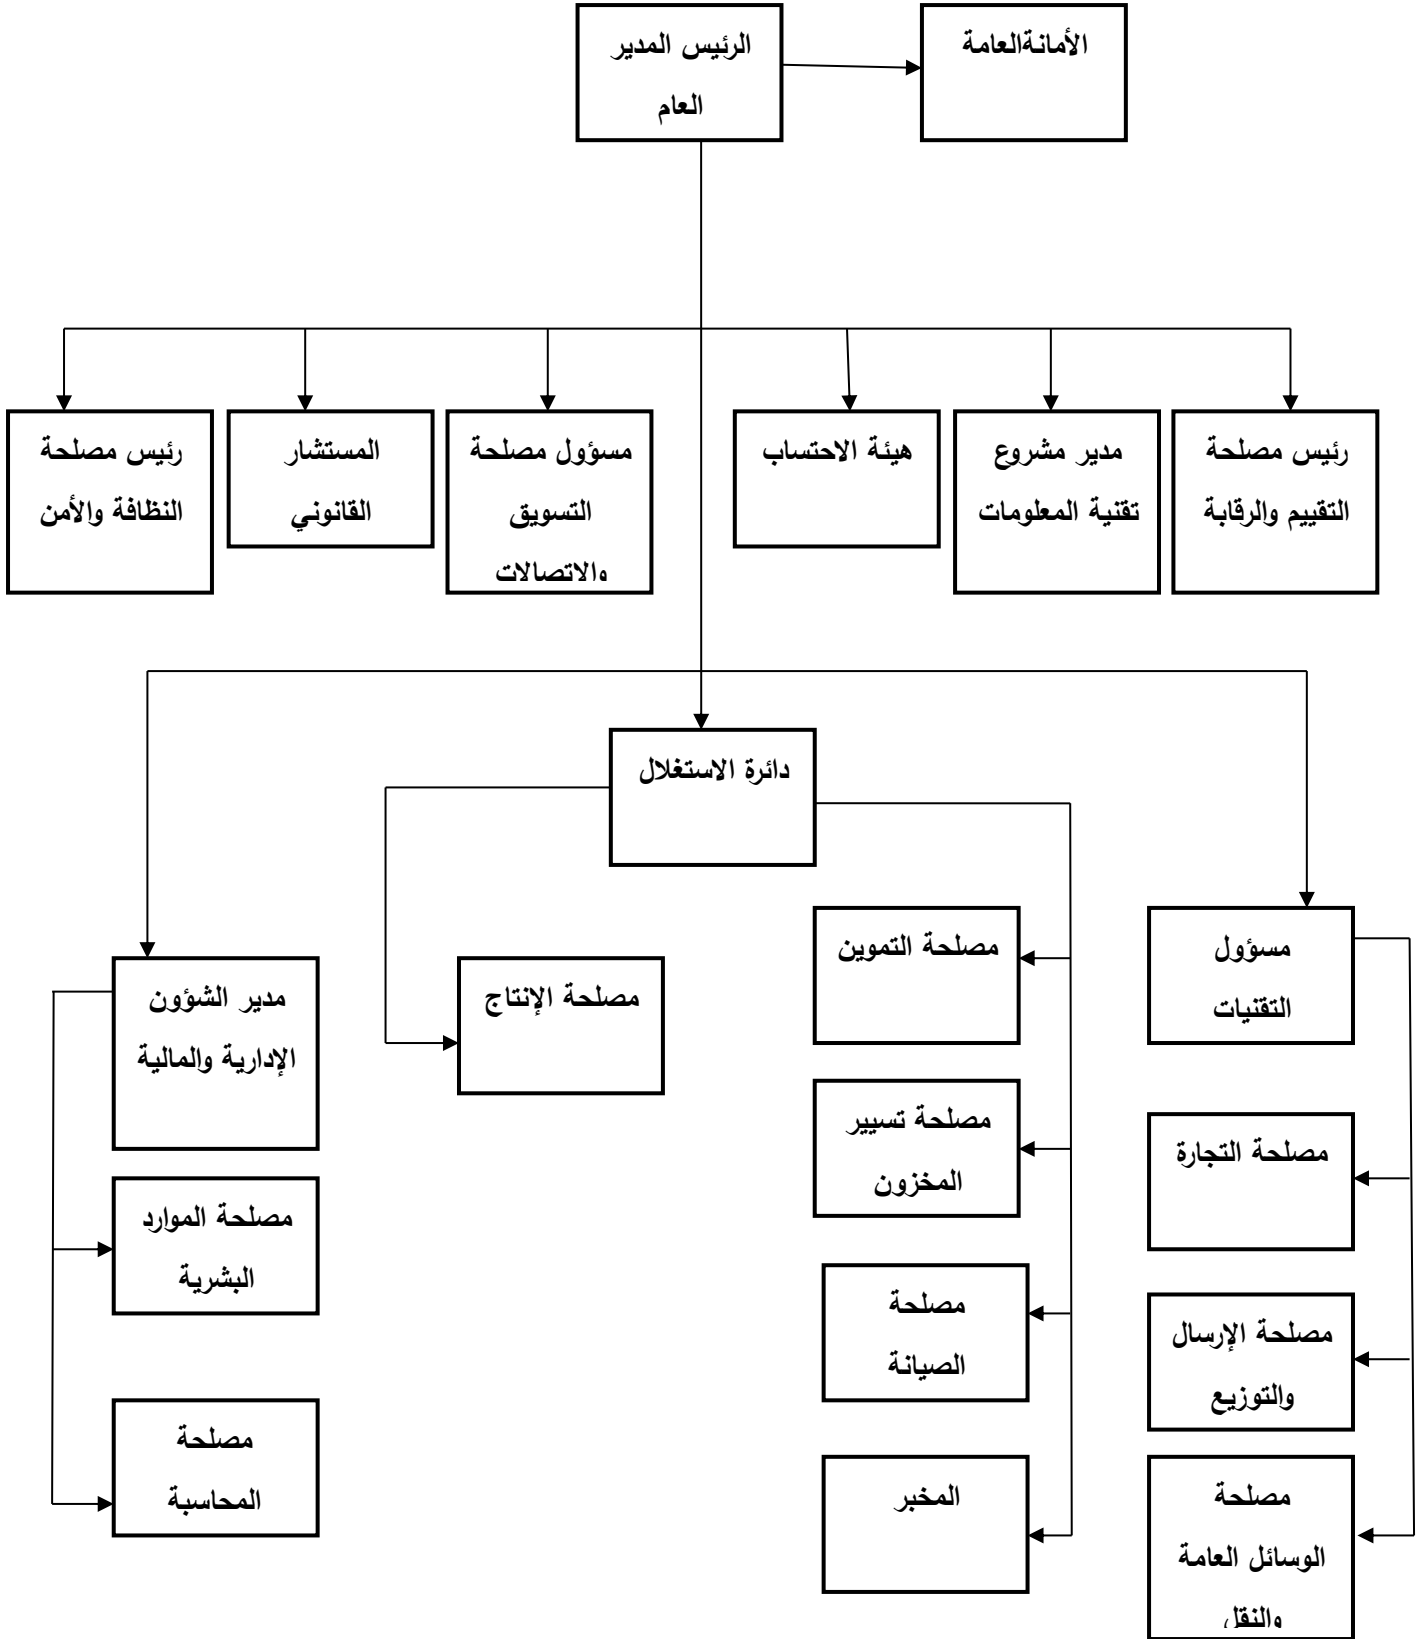 الرئيس المدير
العام
الأمانةالعامة
رئيس مصلحة
التقييم والرقابة
مدير مشروع
تقنية المعلومات
هيئة الاحتساب
مسؤول مصلحة
التسويق
والاتصالات
المستشار
القانوني
رئيس مصلحة
النظافة والأمن
دائرة الاستغلال
مسؤول
التقنيات
مصلحة التجارة
مصلحة الإرسال
والتوزيع
مصلحة
الوسائل العامة
والنقل
مصلحة التموين
مصلحة تسيير
المخزون
مصلحة
الصيانة
المخبر
مصلحة الإنتاج
مدير الشؤون
الإدارية والمالية
مصلحة الموارد
البشرية
مصلحة
المحاسبة